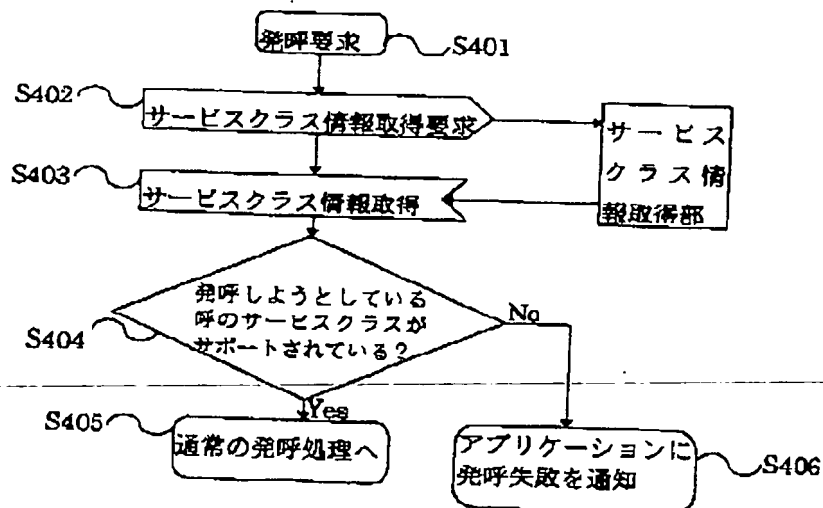 発呼要求
S401
S402
サービスクラス情報取得要求
サービス
クラス情
報取得部
S403
サービスクラス情報取得
発呼しようとしている
呼のサービスクラスが
サポートされている？
S404
No
Yes
S405
通常の発呼処理へ
アプリケーションに
発呼失敗を通知
S406